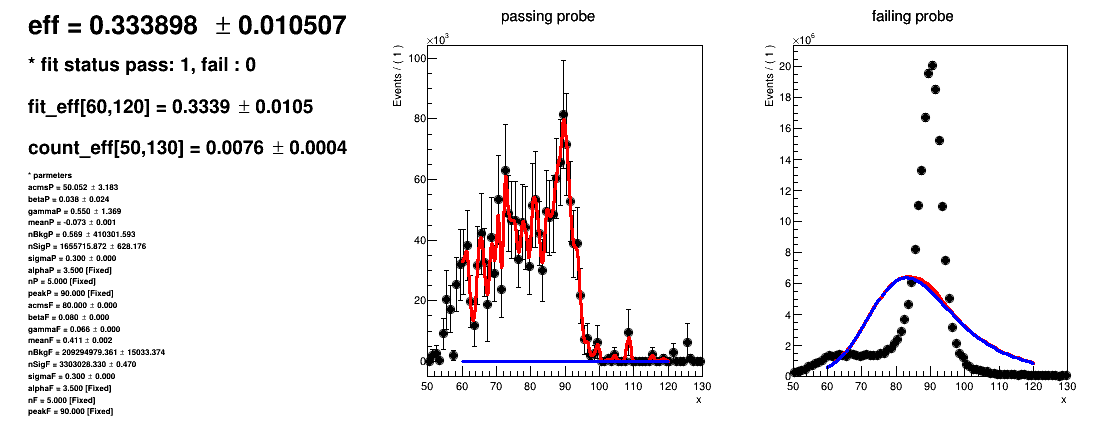 eff = 0.333898 ± 0.010507
* fit status pass: 1, fail : 0
fit_eff[60,120] = 0.3339 ± 0.0105
count_eff[50,130] = 0.0076 ± 0.0004
* parmeters
acmsP = 50.052 ± 3.183
betaP = 0.038 ± 0.024
gammaP = 0.550 ± 1.369
meanP = -0.073 ± 0.001
nBkgP = 0.569 ± 410301.593
nSigP = 1655715.872 ± 628.176
sigmaP = 0.300 ± 0.000
alphaP = 3.500 [Fixed]
nP = 5.000 [Fixed]
peakP = 90.000 [Fixed]
acmsF = 80.000 ± 0.000
betaF = 0.080 ± 0.000
gammaF = 0.066 ± 0.000
meanF = 0.411 ± 0.002
nBkgF = 209294979.361 ± 15033.374
nSigF = 3303028.330 ± 0.470
sigmaF = 0.300 ± 0.000
alphaF = 3.500 [Fixed]
nF = 5.000 [Fixed]
peakF = 90.000 [Fixed]
passing probe
×10³
Events / ( 1 )
100
80
60
40
20
0
50 60 70 80 90 100 110 120 130
x
failing probe
×10⁶
Events / ( 1 )
20
18
16
14
12
10
8
6
4
2
0
50 60 70 80 90 100 110 120 130
x